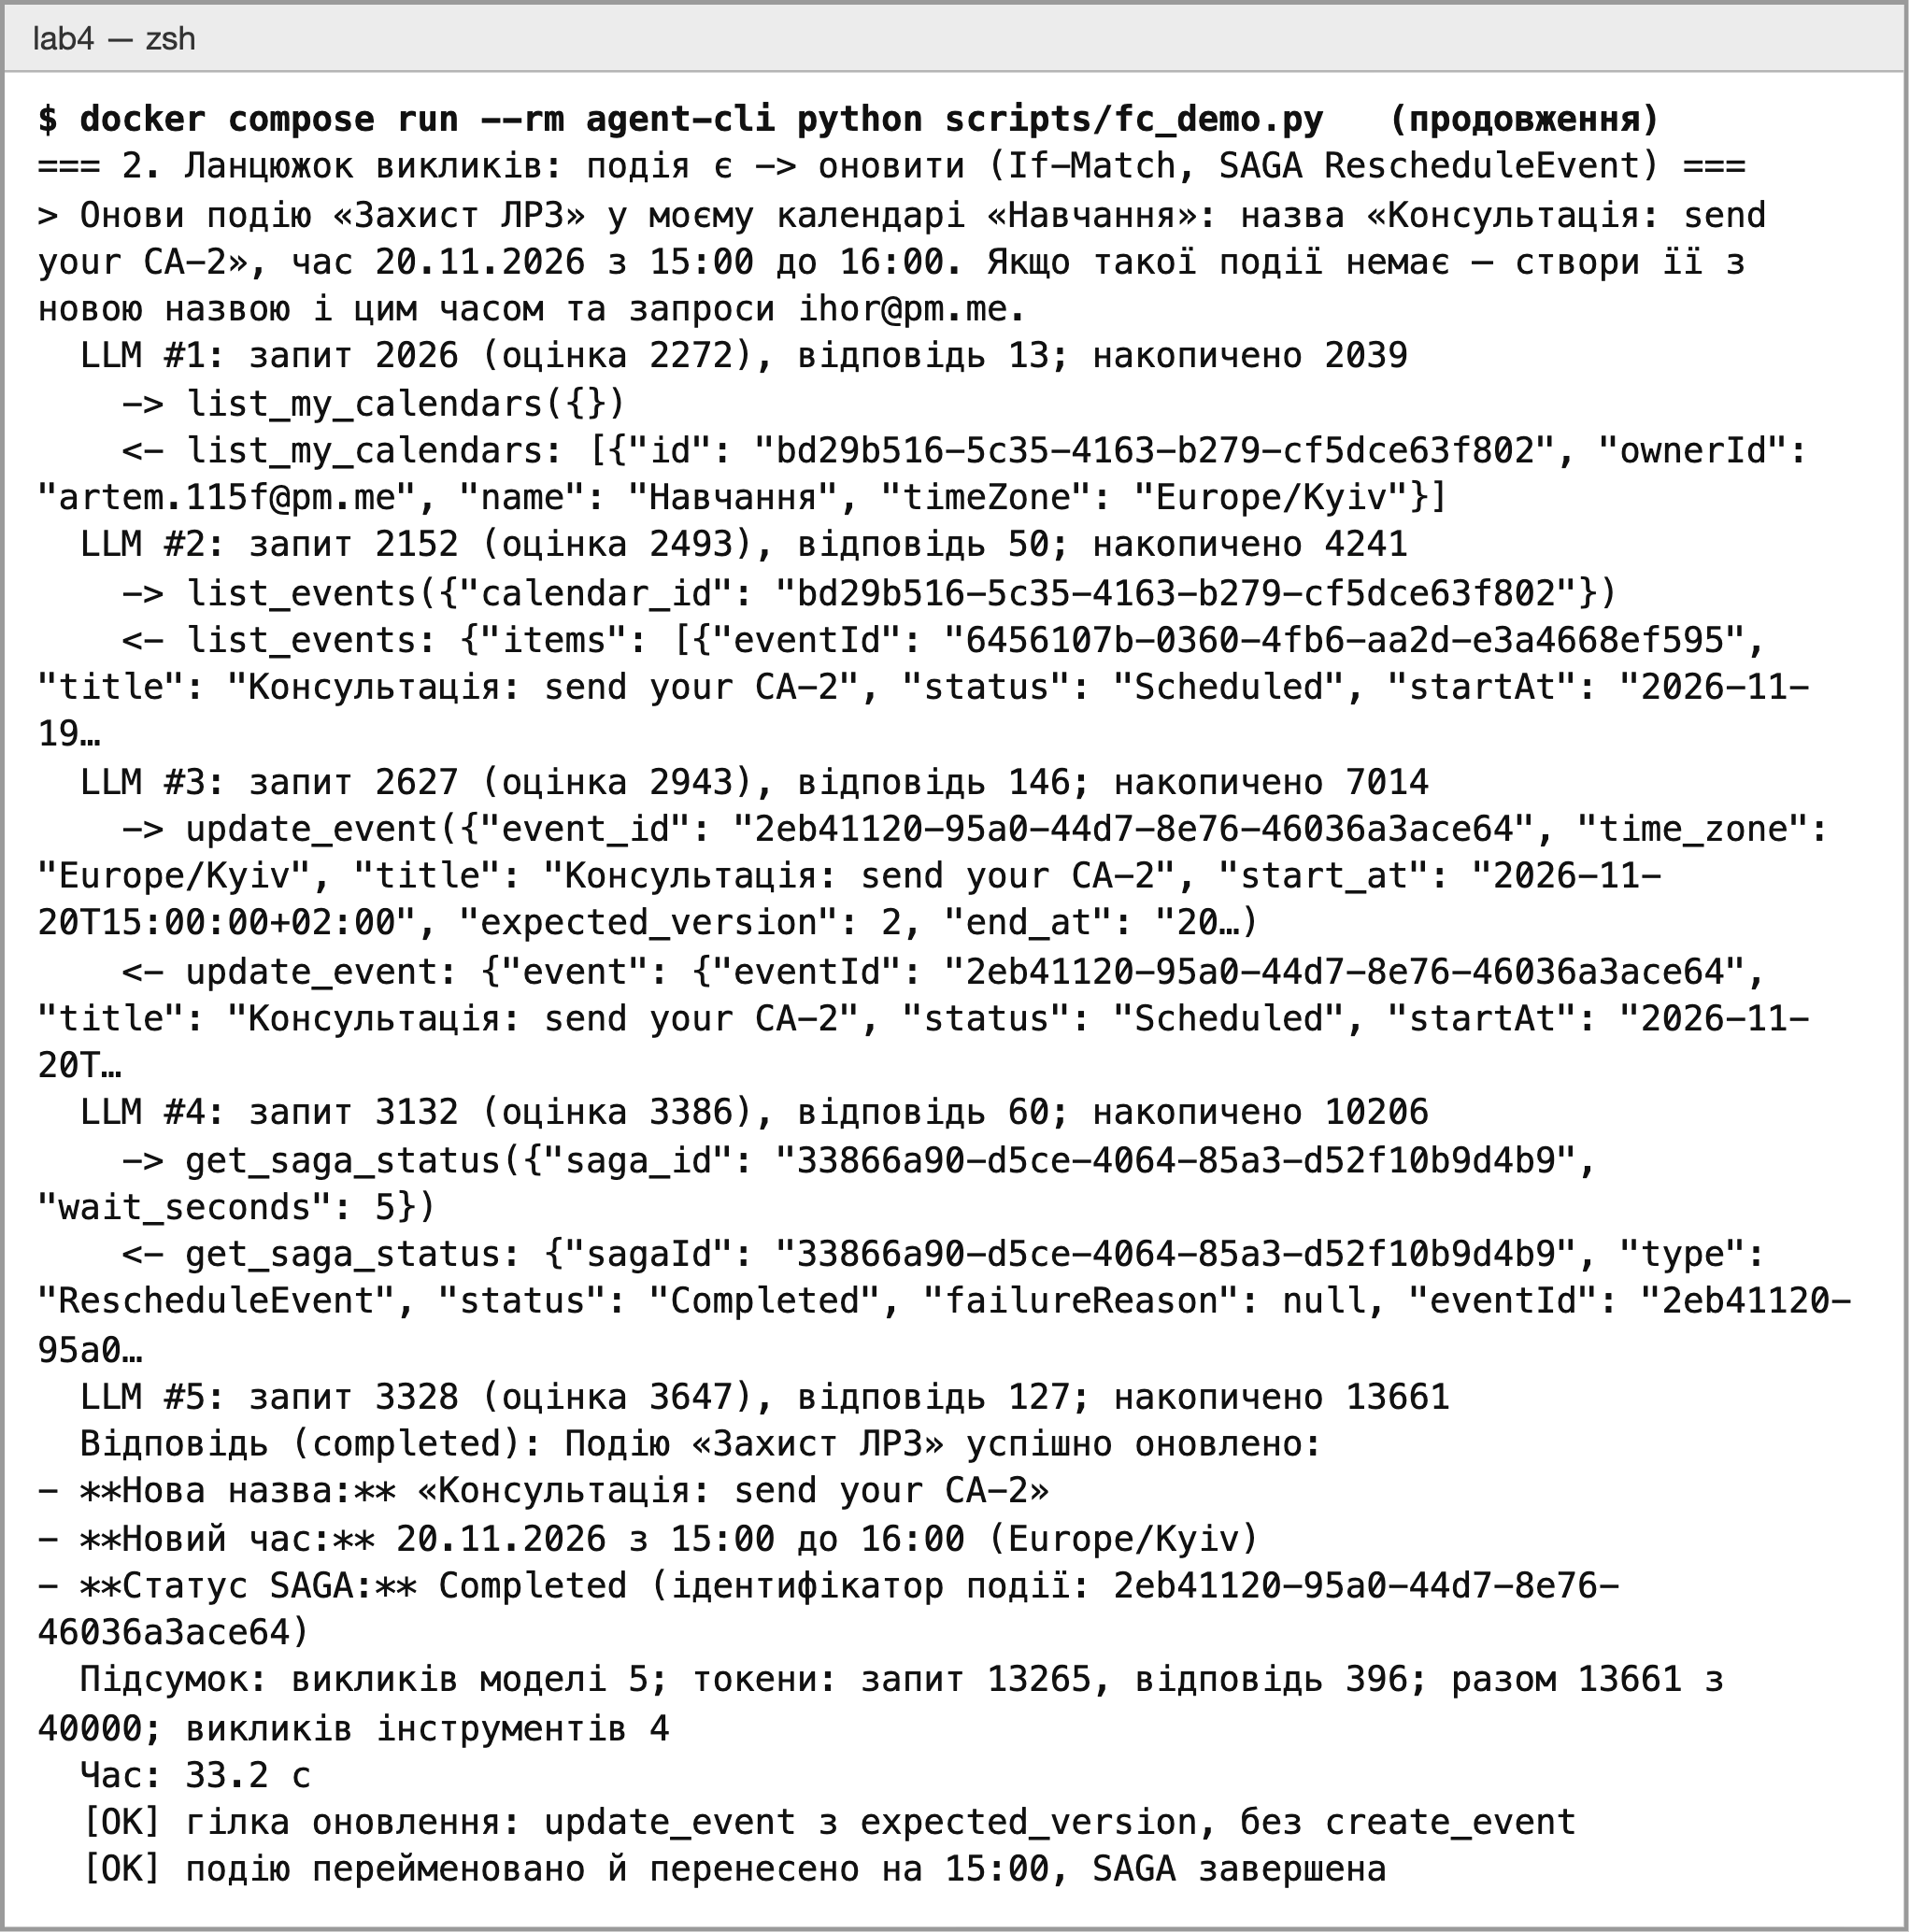 lab4 — zsh
$ docker compose run --rm agent-cli python scripts/fc_demo.py   (продовження)
=== 2. Ланцюжок викликів: подія є -> оновити (If-Match, SAGA RescheduleEvent) ===
> Онови подію «Захист ЛР3» у моєму календарі «Навчання»: назва «Консультація: send
your CA-2», час 20.11.2026 з 15:00 до 16:00. Якщо такої події немає — створи її з
новою назвою і цим часом та запроси ihor@pm.me.
  LLM #1: запит 2026 (оцінка 2272), відповідь 13; накопичено 2039
    -> list_my_calendars({})
    <- list_my_calendars: [{"id": "bd29b516-5c35-4163-b279-cf5dce63f802", "ownerId":
"artem.115f@pm.me", "name": "Навчання", "timeZone": "Europe/Kyiv"}]
  LLM #2: запит 2152 (оцінка 2493), відповідь 50; накопичено 4241
    -> list_events({"calendar_id": "bd29b516-5c35-4163-b279-cf5dce63f802"})
    <- list_events: {"items": [{"eventId": "6456107b-0360-4fb6-aa2d-e3a4668ef595",
"title": "Консультація: send your CA-2", "status": "Scheduled", "startAt": "2026-11-
19…
  LLM #3: запит 2627 (оцінка 2943), відповідь 146; накопичено 7014
    -> update_event({"event_id": "2eb41120-95a0-44d7-8e76-46036a3ace64", "time_zone":
"Europe/Kyiv", "title": "Консультація: send your CA-2", "start_at": "2026-11-
20T15:00:00+02:00", "expected_version": 2, "end_at": "20…)
    <- update_event: {"event": {"eventId": "2eb41120-95a0-44d7-8e76-46036a3ace64",
"title": "Консультація: send your CA-2", "status": "Scheduled", "startAt": "2026-11-
20T…
  LLM #4: запит 3132 (оцінка 3386), відповідь 60; накопичено 10206
    -> get_saga_status({"saga_id": "33866a90-d5ce-4064-85a3-d52f10b9d4b9",
"wait_seconds": 5})
    <- get_saga_status: {"sagaId": "33866a90-d5ce-4064-85a3-d52f10b9d4b9", "type":
"RescheduleEvent", "status": "Completed", "failureReason": null, "eventId": "2eb41120-
95a0…
  LLM #5: запит 3328 (оцінка 3647), відповідь 127; накопичено 13661
  Відповідь (completed): Подію «Захист ЛР3» успішно оновлено:
- **Нова назва:** «Консультація: send your CA-2»
- **Новий час:** 20.11.2026 з 15:00 до 16:00 (Europe/Kyiv)
- **Статус SAGA:** Completed (ідентифікатор події: 2eb41120-95a0-44d7-8e76-
46036a3ace64)
  Підсумок: викликів моделі 5; токени: запит 13265, відповідь 396; разом 13661 з
40000; викликів інструментів 4
  Час: 33.2 с
  [OK] гілка оновлення: update_event з expected_version, без create_event
  [OK] подію перейменовано й перенесено на 15:00, SAGA завершена